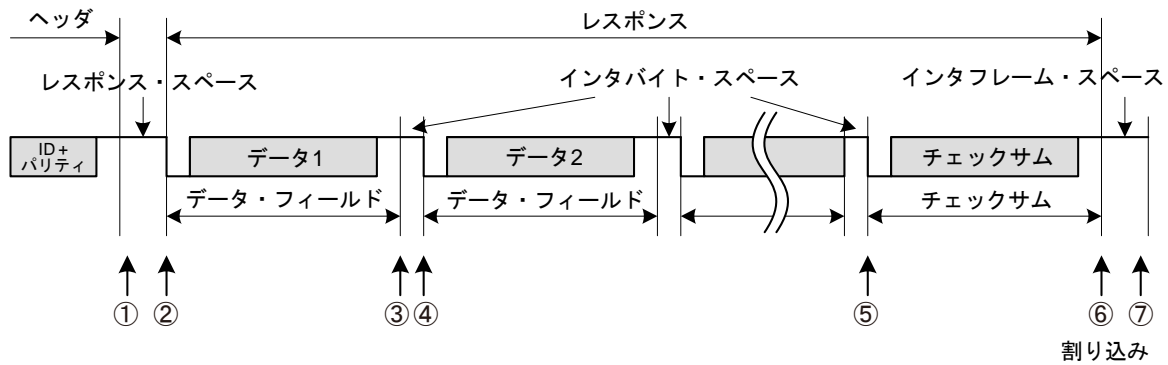 ヘッダ
レスポンス
レスポンス・スペース
インタバイト・スペース
インタフレーム・スペース
ID+
パリティ
データ1
データ2
チェックサム
データ・フィールド
データ・フィールド
チェックサム
①
②
③
④
⑤
⑥
⑦
割り込み